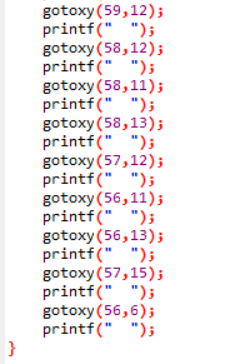 gotoxy(59,12);
printf("  ");
gotoxy(58,12);
printf("  ");
gotoxy(58,11);
printf("  ");
gotoxy(58,13);
printf("  ");
gotoxy(57,12);
printf("  ");
gotoxy(56,11);
printf("  ");
gotoxy(56,13);
printf("  ");
gotoxy(57,15);
printf("  ");
gotoxy(56,6);
printf("  ");
}